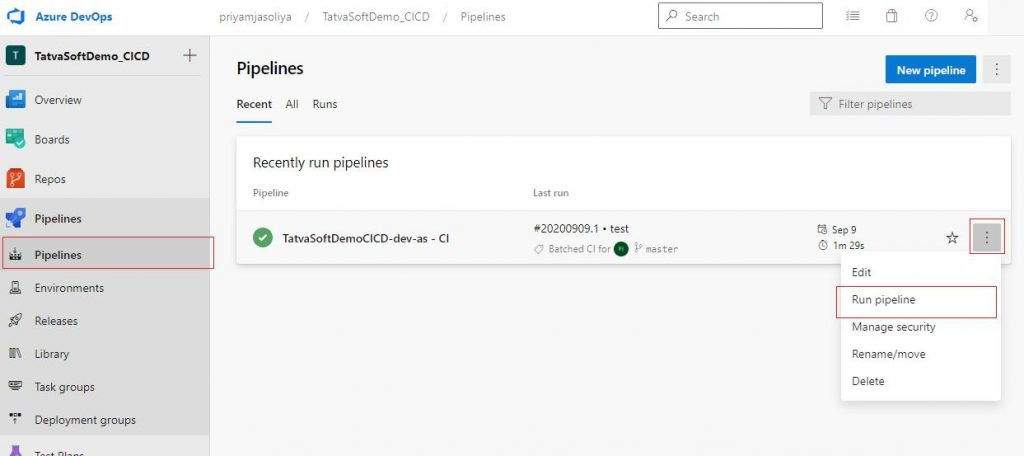 Azure DevOps
priyamjasoliya / TatvaSoftDemo_CICD / Pipelines
Search
T TatvaSoftDemo_CICD
Overview
Boards
Repos
Pipelines
Pipelines
Environments
Releases
Library
Task groups
Deployment groups
Test Plans
Pipelines
New pipeline
Recent All Runs
Filter pipelines
Recently run pipelines
Pipeline Last run
TatvaSoftDemoCICD-dev-as - CI
#20200909.1 • test
Batched CI for master
Sep 9
1m 29s
Edit
Run pipeline
Manage security
Rename/move
Delete